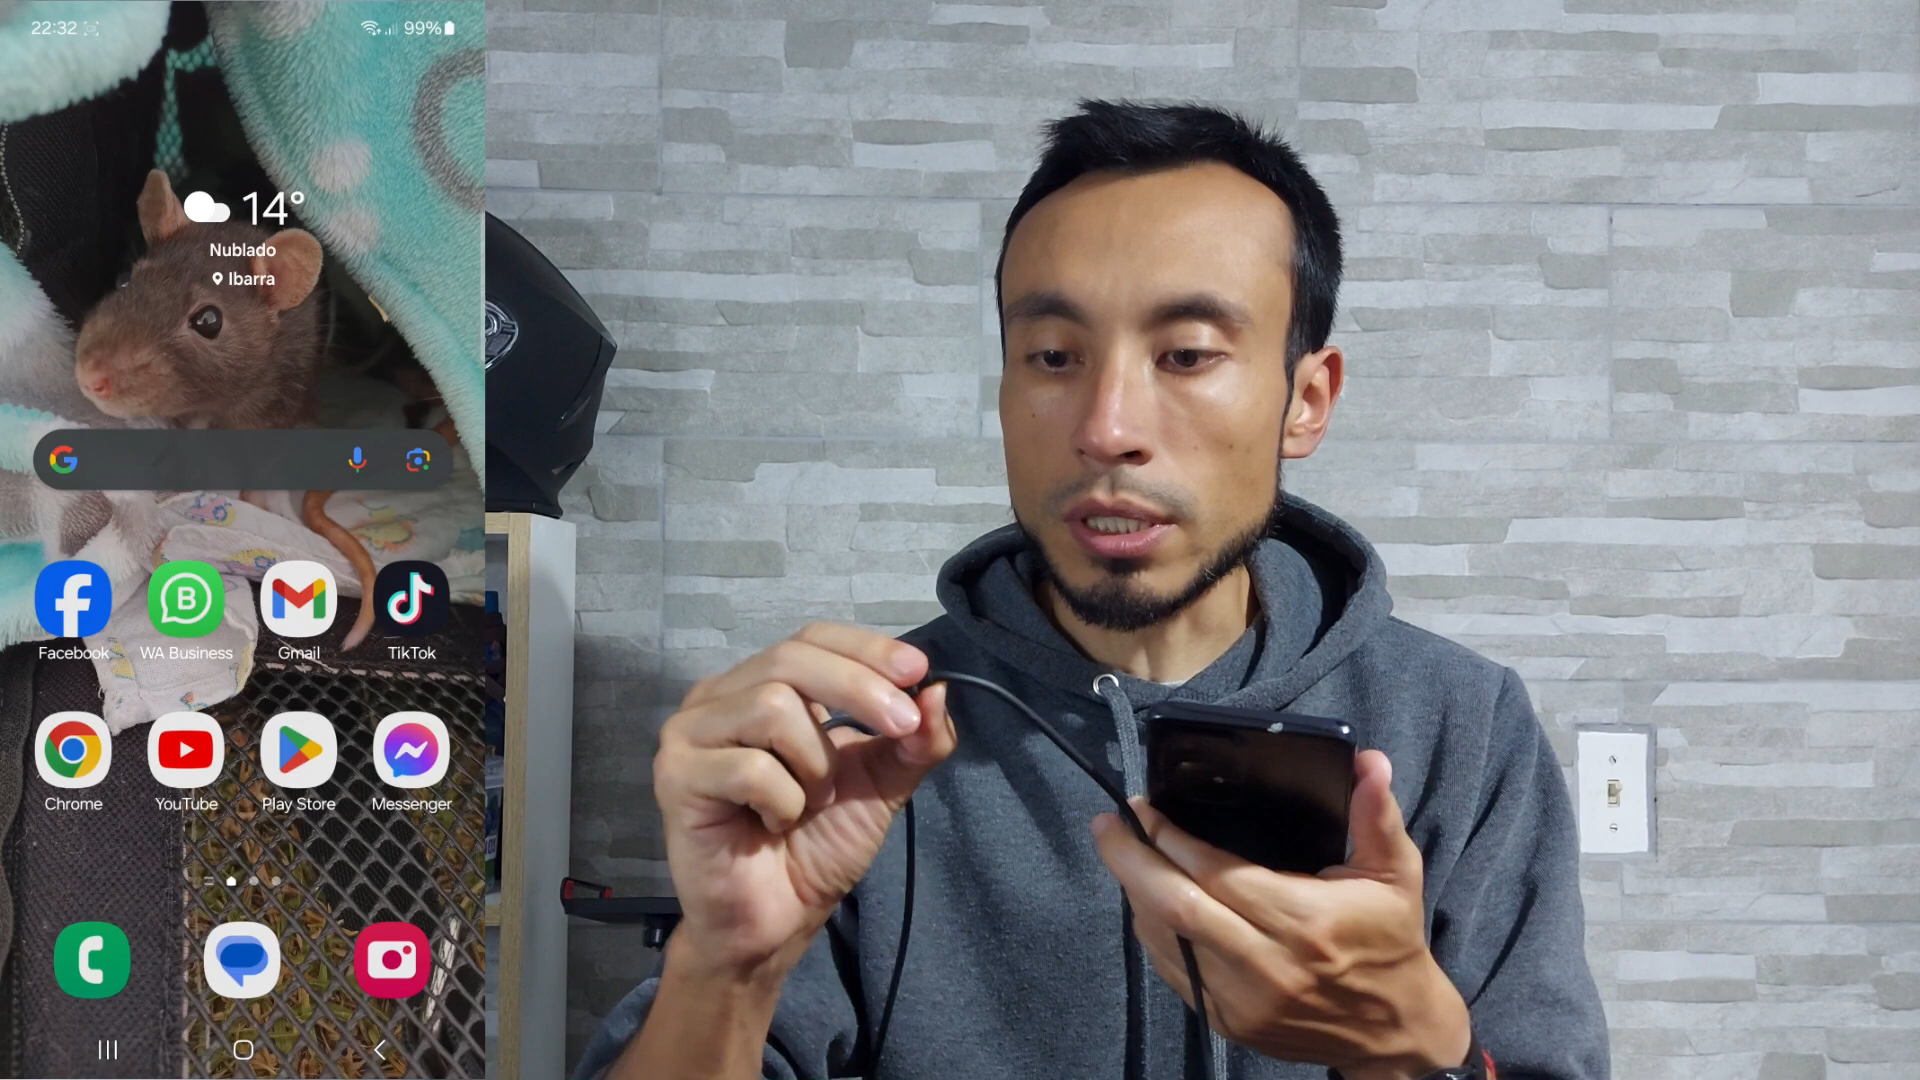 22:32
99%
14°
Nublado
Ibarra
Facebook
WA Business
Gmail
TikTok
Chrome
YouTube
Play Store
Messenger